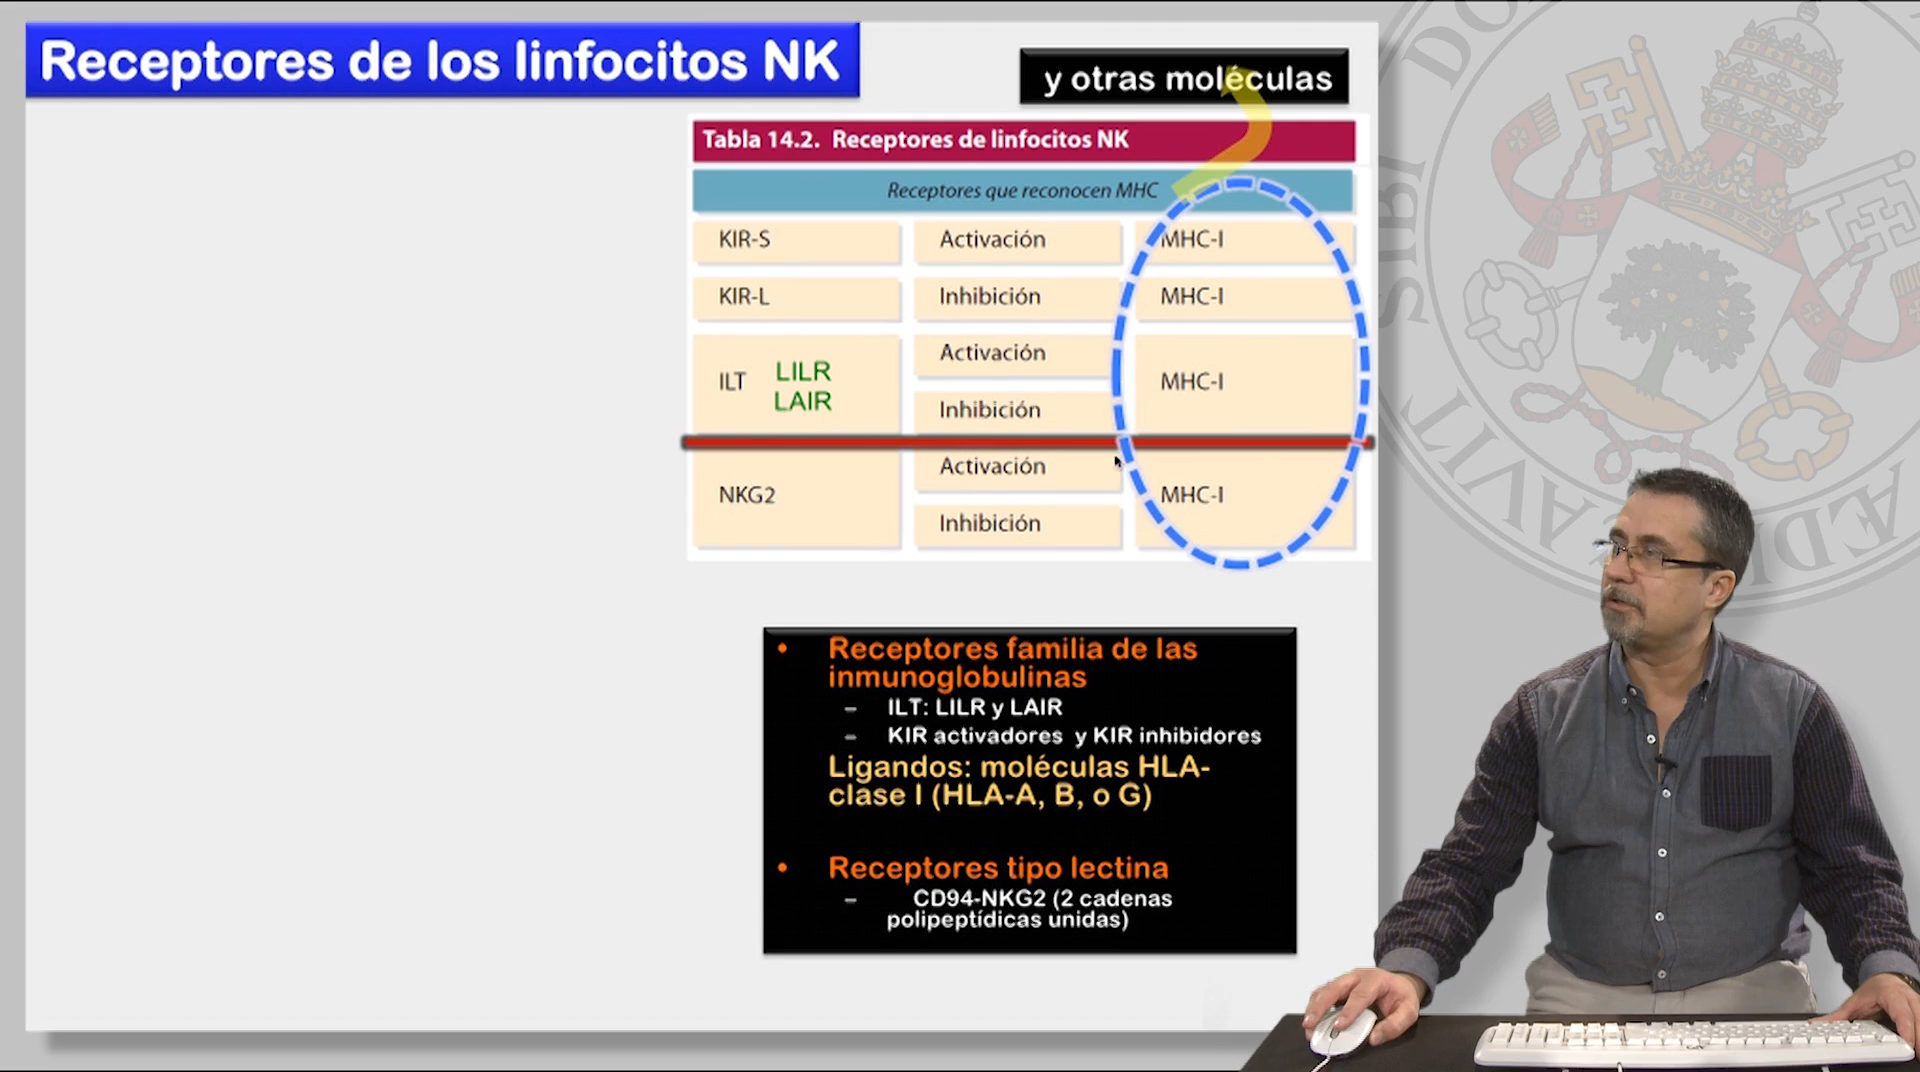 Receptores de los linfocitos NK
y otras moléculas
Tabla 14.2. Receptores de linfocitos NK
Receptores que reconocen MHC
KIR-S Activación MHC-I
KIR-L Inhibición MHC-I
Activación
ILT LILR MHC-I
LAIR
Inhibición
Activación
NKG2 MHC-I
Inhibición
• Receptores familia de las
inmunoglobulinas
– ILT: LILR y LAIR
– KIR activadores y KIR inhibidores
Ligandos: moléculas HLA-
clase I (HLA-A, B, o G)
• Receptores tipo lectina
– CD94-NKG2 (2 cadenas
polipeptídicas unidas)